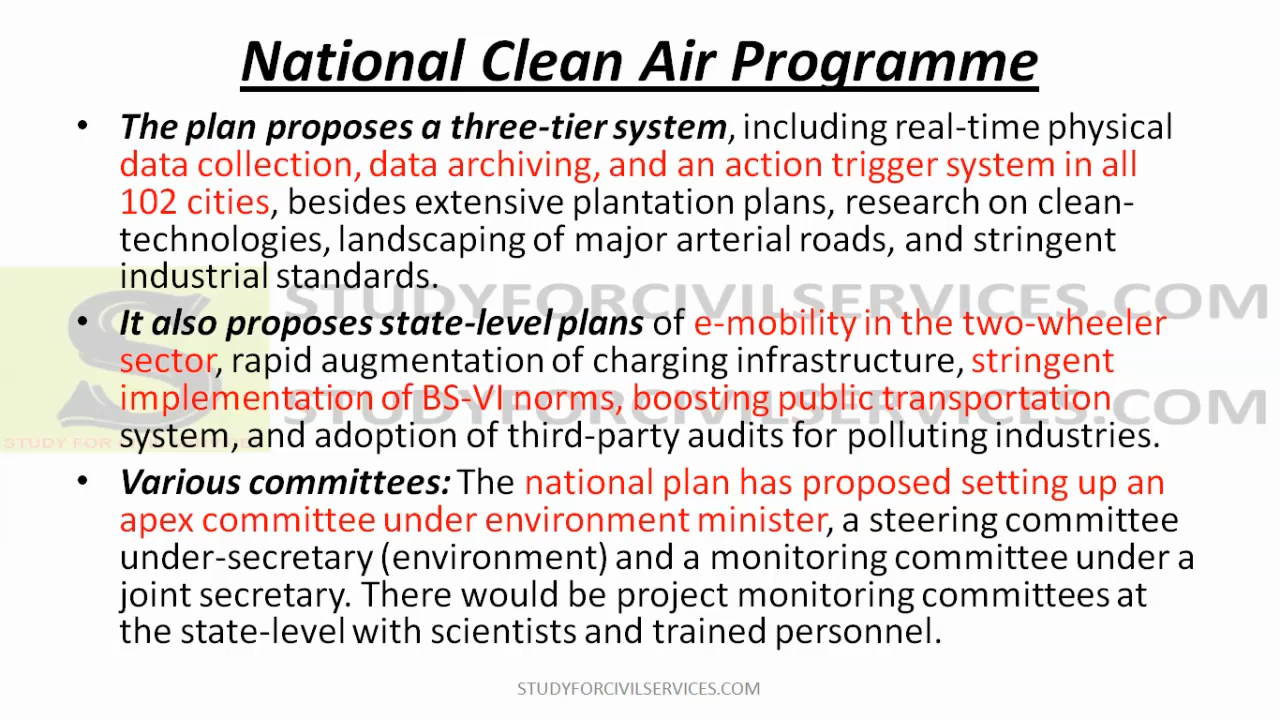 National Clean Air Programme
• The plan proposes a three-tier system, including real-time physical
data collection, data archiving, and an action trigger system in all
102 cities, besides extensive plantation plans, research on clean-
technologies, landscaping of major arterial roads, and stringent
industrial standards.
STUDYFORCIVILSERVICES.COM
• It also proposes state-level plans of e-mobility in the two-wheeler
sector, rapid augmentation of charging infrastructure, stringent
implementation of BS-VI norms, boosting public transportation
STUDYFORCIVILSERVICES.COM
system, and adoption of third-party audits for polluting industries.
STUDY FOR CIVIL
• Various committees: The national plan has proposed setting up an
apex committee under environment minister, a steering committee
under-secretary (environment) and a monitoring committee under a
joint secretary. There would be project monitoring committees at
the state-level with scientists and trained personnel.
STUDYFORCIVILSERVICES.COM